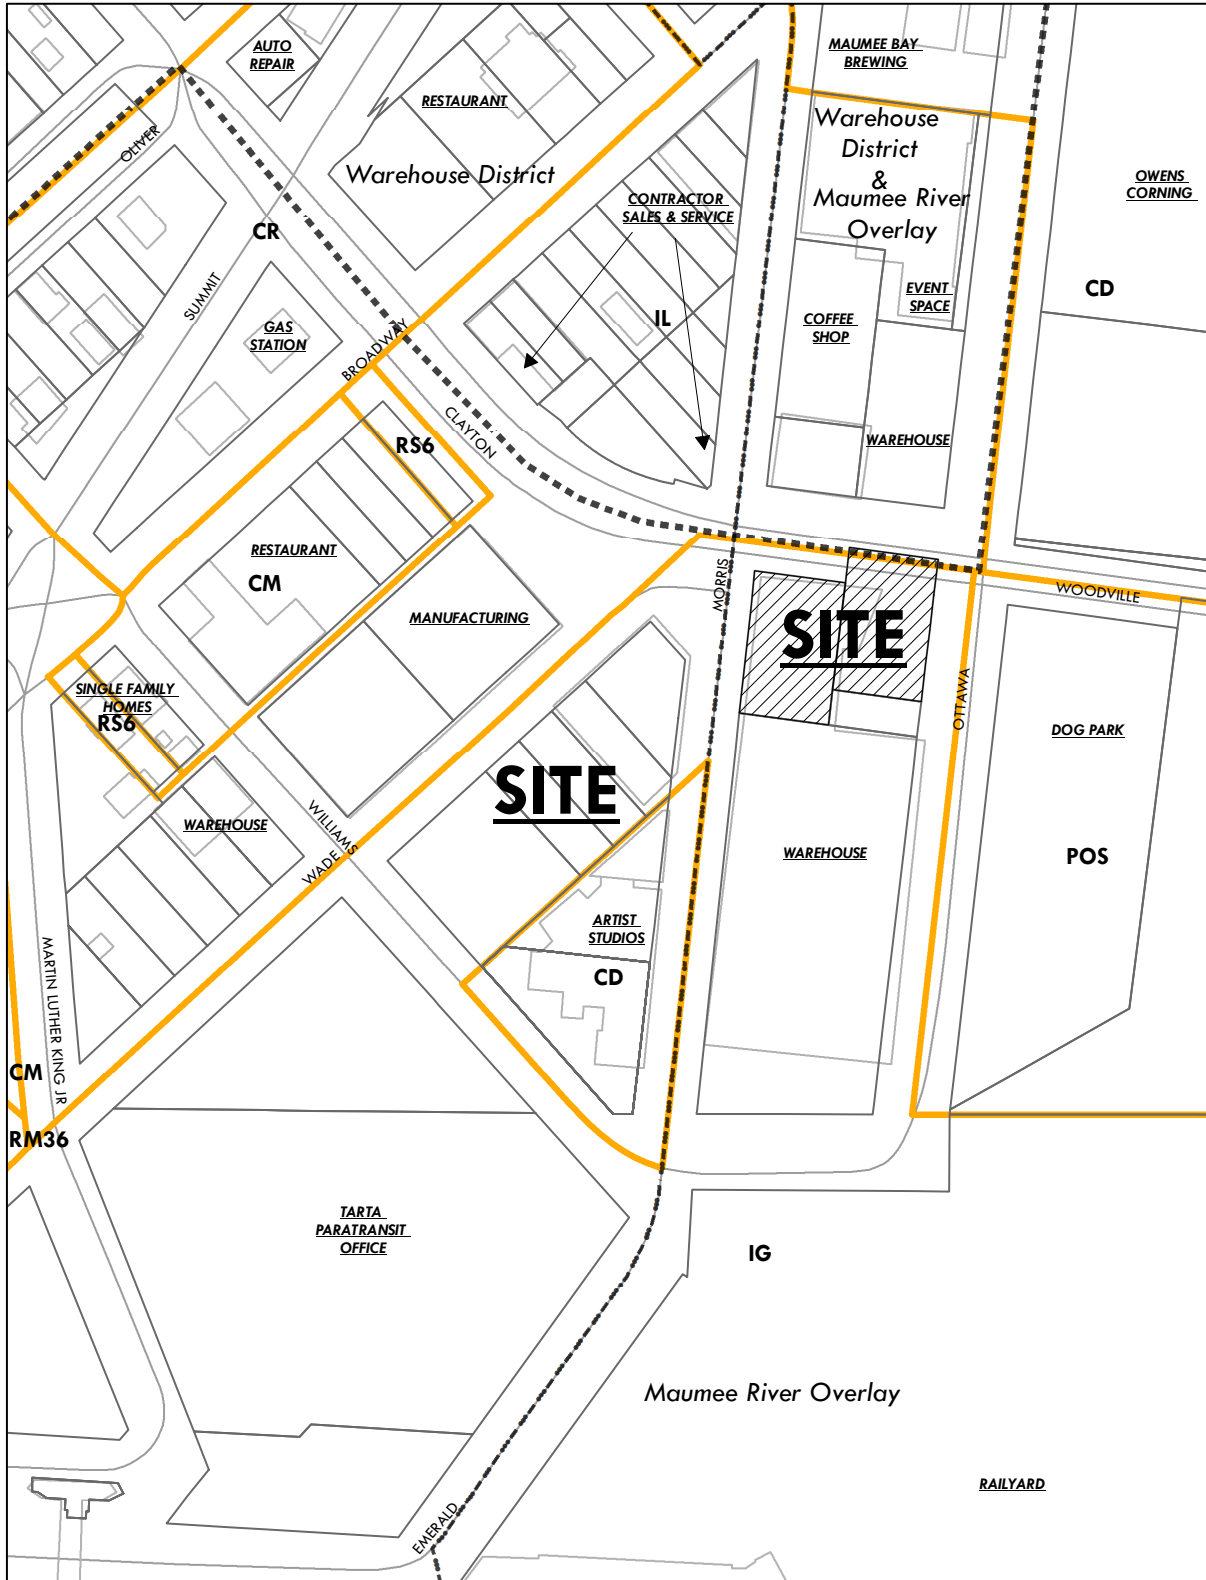 AUTO
REPAIR
MAUMEE BAY
BREWING
RESTAURANT
OLIVER
Warehouse
District
&
Maumee River
Overlay
Warehouse District
OWENS
CORNING
CONTRACTOR
SALES & SERVICE
CR
SUMMIT
EVENT
SPACE
CD
GAS
STATION
IL
COFFEE
SHOP
BROADWAY
CLAYTON
RS6
WAREHOUSE
RESTAURANT
CM
MORRIS
WOODVILLE
MANUFACTURING
SITE
SINGLE FAMILY
HOMES
RS6
OTTAWA
DOG PARK
SITE
WILLIAMS
WADE
WAREHOUSE
WAREHOUSE
POS
ARTIST
STUDIOS
CD
MARTIN LUTHER KING JR
CM
RM36
TARTA
PARATRANSIT
OFFICE
IG
Maumee River Overlay
RAILYARD
EMERALD